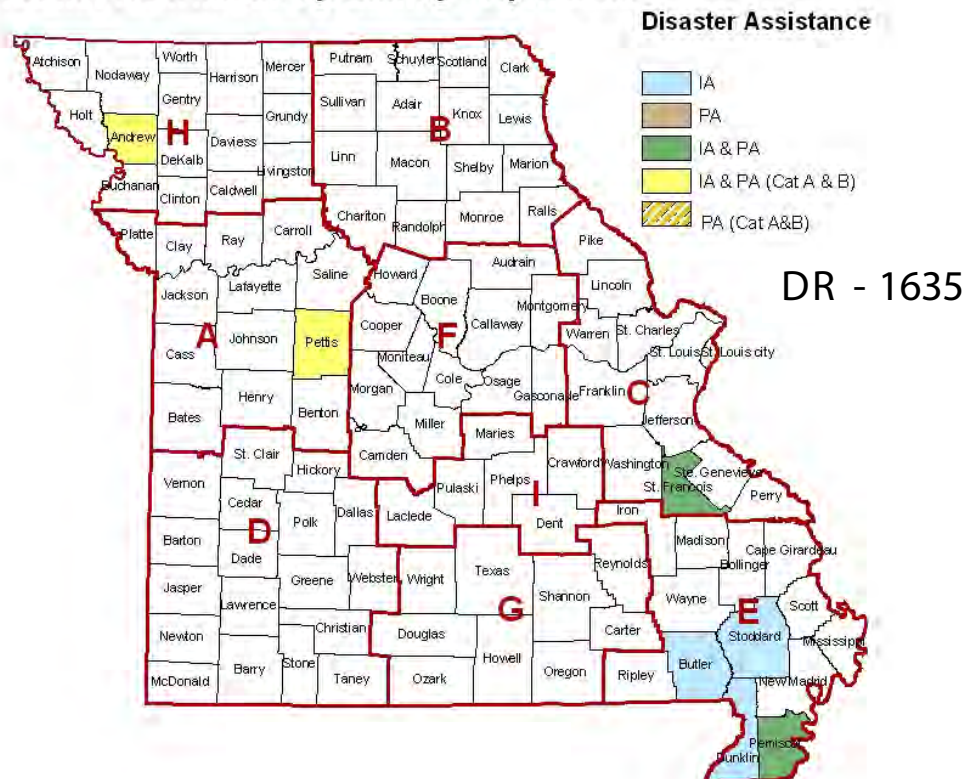 Disaster Assistance
IA
PA
IA & PA
IA & PA (Cat A & B)
PA (Cat A&B)
DR - 1635
Atchison
Nodaway
Worth
Harrison
Mercer
Putnam
Schuyler
Scotland
Clark
Holt
Andrew
Gentry
H
DeKalb
Daviess
Grundy
Livingston
Sullivan
Adair
Knox
Lewis
B
Linn
Macon
Shelby
Marion
Buchanan
Clinton
Caldwell
Chariton
Randolph
Monroe
Ralls
Platte
Clay
Ray
Carroll
Saline
Howard
Audrain
Pike
Jackson
Lafayette
Boone
Callaway
Montgomery
Lincoln
A
Johnson
Pettis
Cooper
F
Warren
St. Charles
Cass
Moniteau
Cole
Osage
Gasconade
Franklin
C
St. Louis
St. Louis city
Jefferson
Bates
Henry
Benton
Morgan
Miller
Maries
Camden
Crawford
Washington
Ste. Genevieve
St. Francois
Perry
Vernon
St. Clair
Hickory
Pulaski
Phelps
I
Dent
Iron
Cedar
D
Polk
Dallas
Laclede
Barton
Dade
Madison
Bollinger
Cape Girardeau
Jasper
Greene
Webster
Wright
Texas
Reynolds
Shannon
G
Wayne
E
Scott
Lawrence
Stoddard
Mississippi
Newton
Christian
Douglas
Carter
McDonald
Barry
Stone
Taney
Ozark
Howell
Oregon
Ripley
Butler
New Madrid
Pemiscot
Dunklin